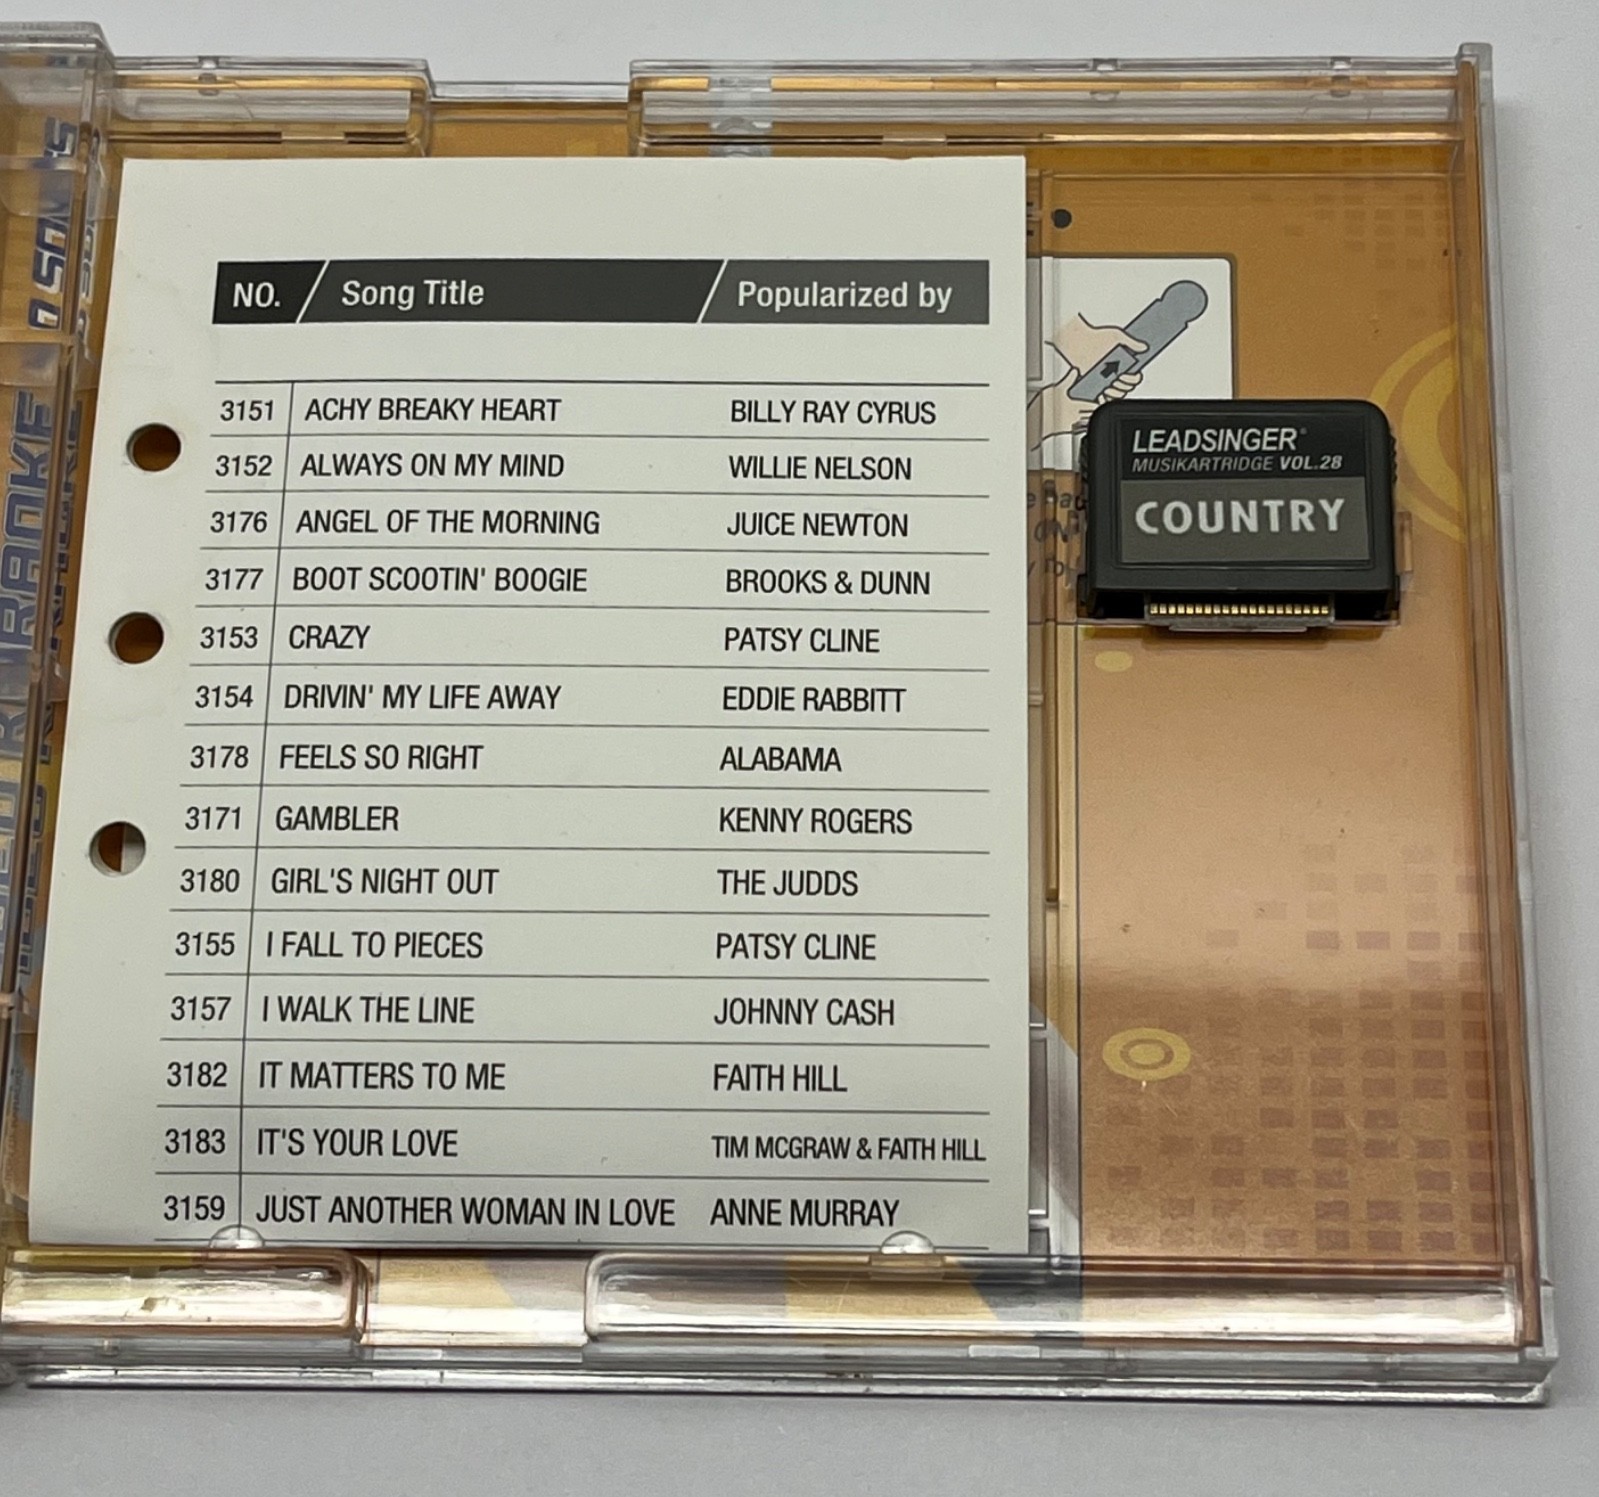 NO. Song Title Popularized by
3151 ACHY BREAKY HEART BILLY RAY CYRUS
3152 ALWAYS ON MY MIND WILLIE NELSON
3176 ANGEL OF THE MORNING JUICE NEWTON
3177 BOOT SCOOTIN' BOOGIE BROOKS & DUNN
3153 CRAZY PATSY CLINE
3154 DRIVIN' MY LIFE AWAY EDDIE RABBITT
3178 FEELS SO RIGHT ALABAMA
3171 GAMBLER KENNY ROGERS
3180 GIRL'S NIGHT OUT THE JUDDS
3155 I FALL TO PIECES PATSY CLINE
3157 I WALK THE LINE JOHNNY CASH
3182 IT MATTERS TO ME FAITH HILL
3183 IT'S YOUR LOVE TIM MCGRAW & FAITH HILL
3159 JUST ANOTHER WOMAN IN LOVE ANNE MURRAY
LEADSINGER®
MUSIKARTRIDGE VOL.28
COUNTRY